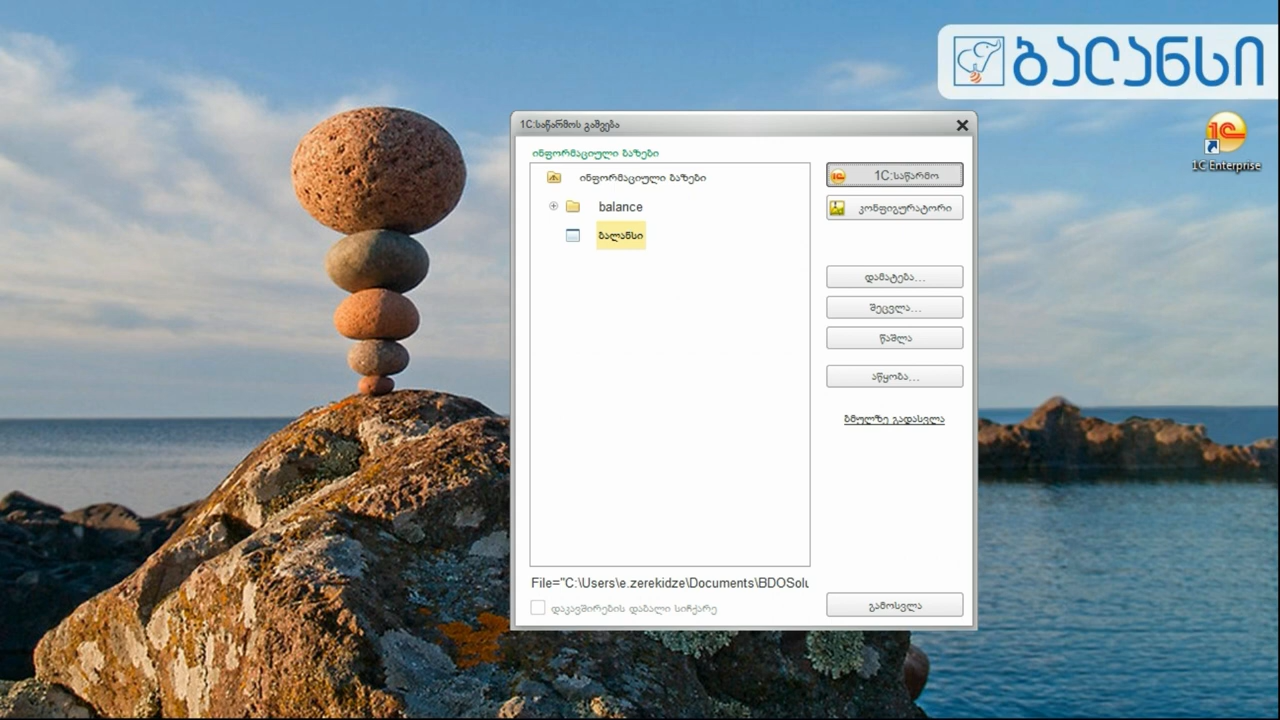 ბალანსი
1C Enterprise
1C:საწარმოს გაშვება
ინფორმაციული ბაზები
ინფორმაციული ბაზები
balance
ბალანსი
1C:საწარმო
კონფიგურატორი
დამატება...
შეცვლა...
წაშლა
აწყობა...
ბმულზე გადასვლა
File="C:\Users\e.zerekidze\Documents\BDOSolu
დაკავშირების დაბალი სიჩქარე
გამოსვლა